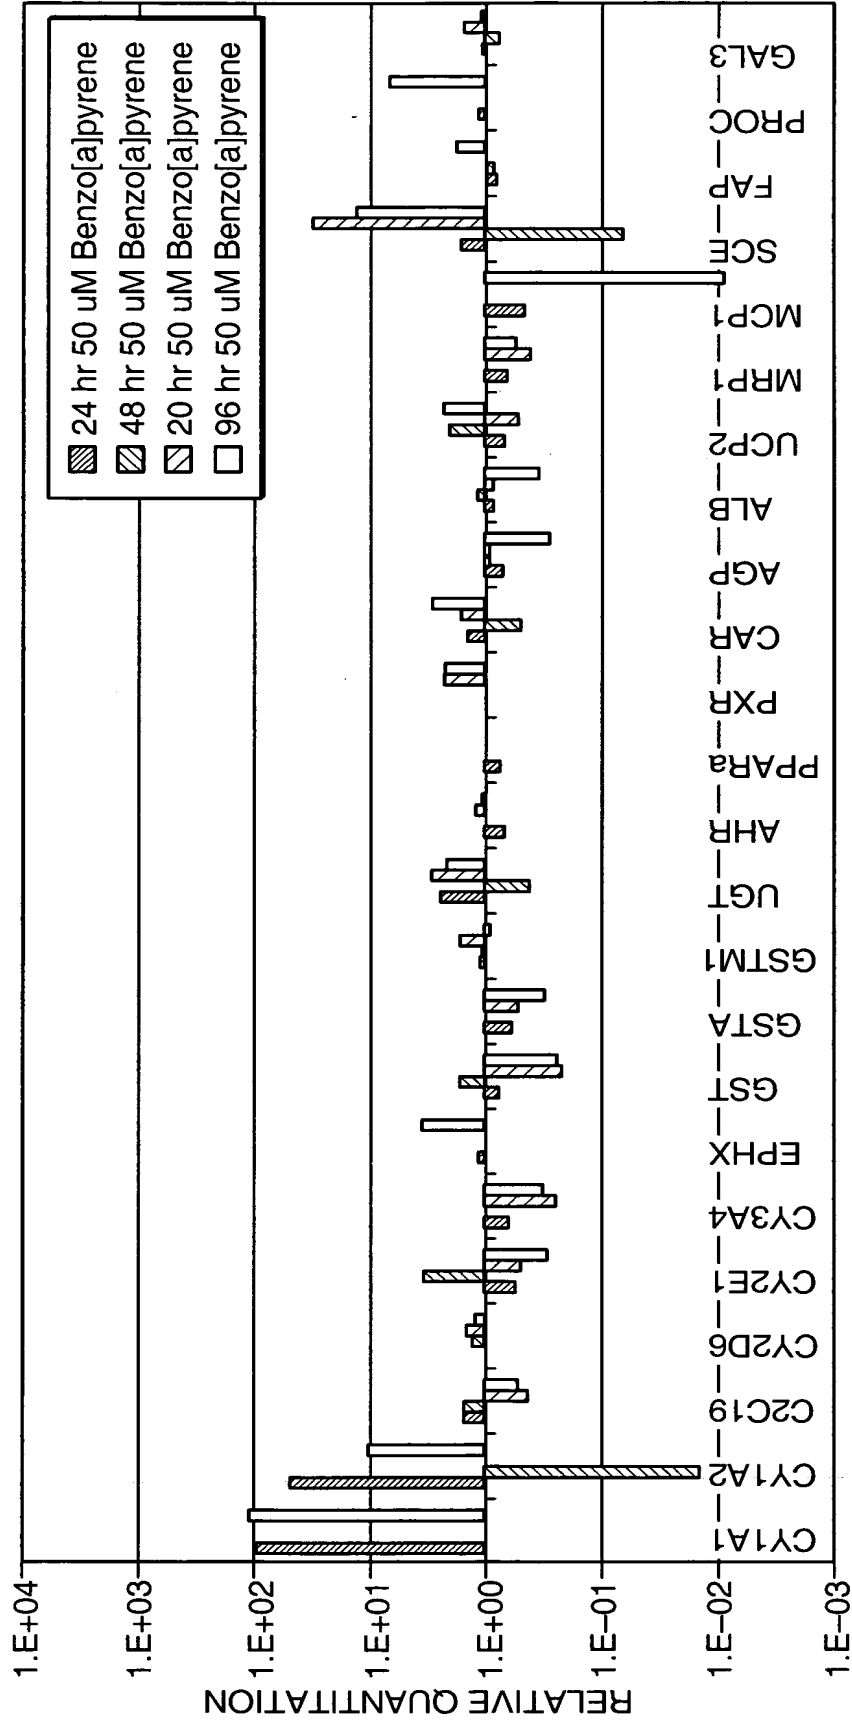 24 hr 50 uM Benzo[a]pyrene
48 hr 50 uM Benzo[a]pyrene
20 hr 50 uM Benzo[a]pyrene
96 hr 50 uM Benzo[a]pyrene
RELATIVE QUANTITATION
1.E+04
1.E+03
1.E+02
1.E+01
1.E+00
1.E-01
1.E-02
1.E-03
CY1A1
CY1A2
C2C19
CY2D6
CY2E1
CY3A4
EPHX
GST
GSTA
GSTM1
UGT
AHR
PPARa
PXR
CAR
AGP
ALB
UCP2
MRP1
MCP1
SCE
FAP
PROC
GAL3